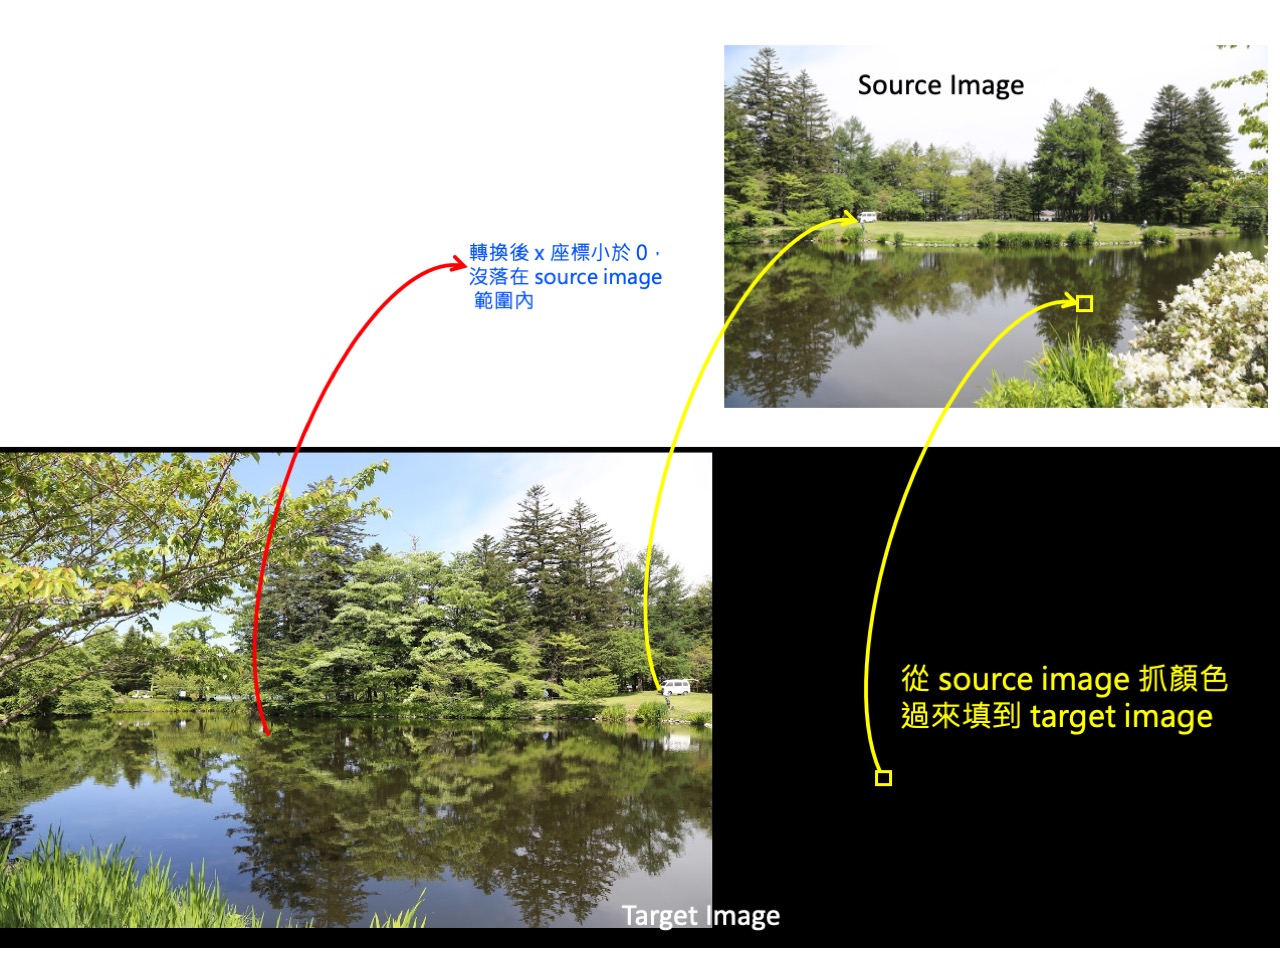 Source Image
轉換後 x 座標小於 0，
沒落在 source image
範圍內
從 source image 抓顏色
過來填到 target image
Target Image